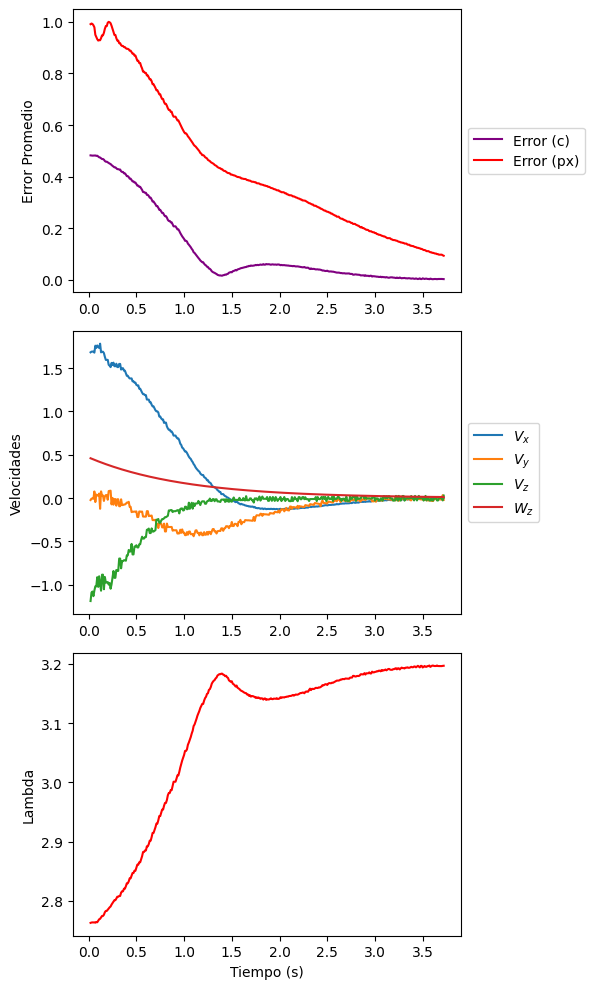 1.0
0.8
0.6
0.4
0.2
0.0
Error Promedio
0.0 0.5 1.0 1.5 2.0 2.5 3.0 3.5
Error (c)
Error (px)
1.5
1.0
0.5
0.0
−0.5
−1.0
Velocidades
0.0 0.5 1.0 1.5 2.0 2.5 3.0 3.5
Vx
Vy
Vz
Wz
3.2
3.1
3.0
2.9
2.8
Lambda
0.0 0.5 1.0 1.5 2.0 2.5 3.0 3.5
Tiempo (s)